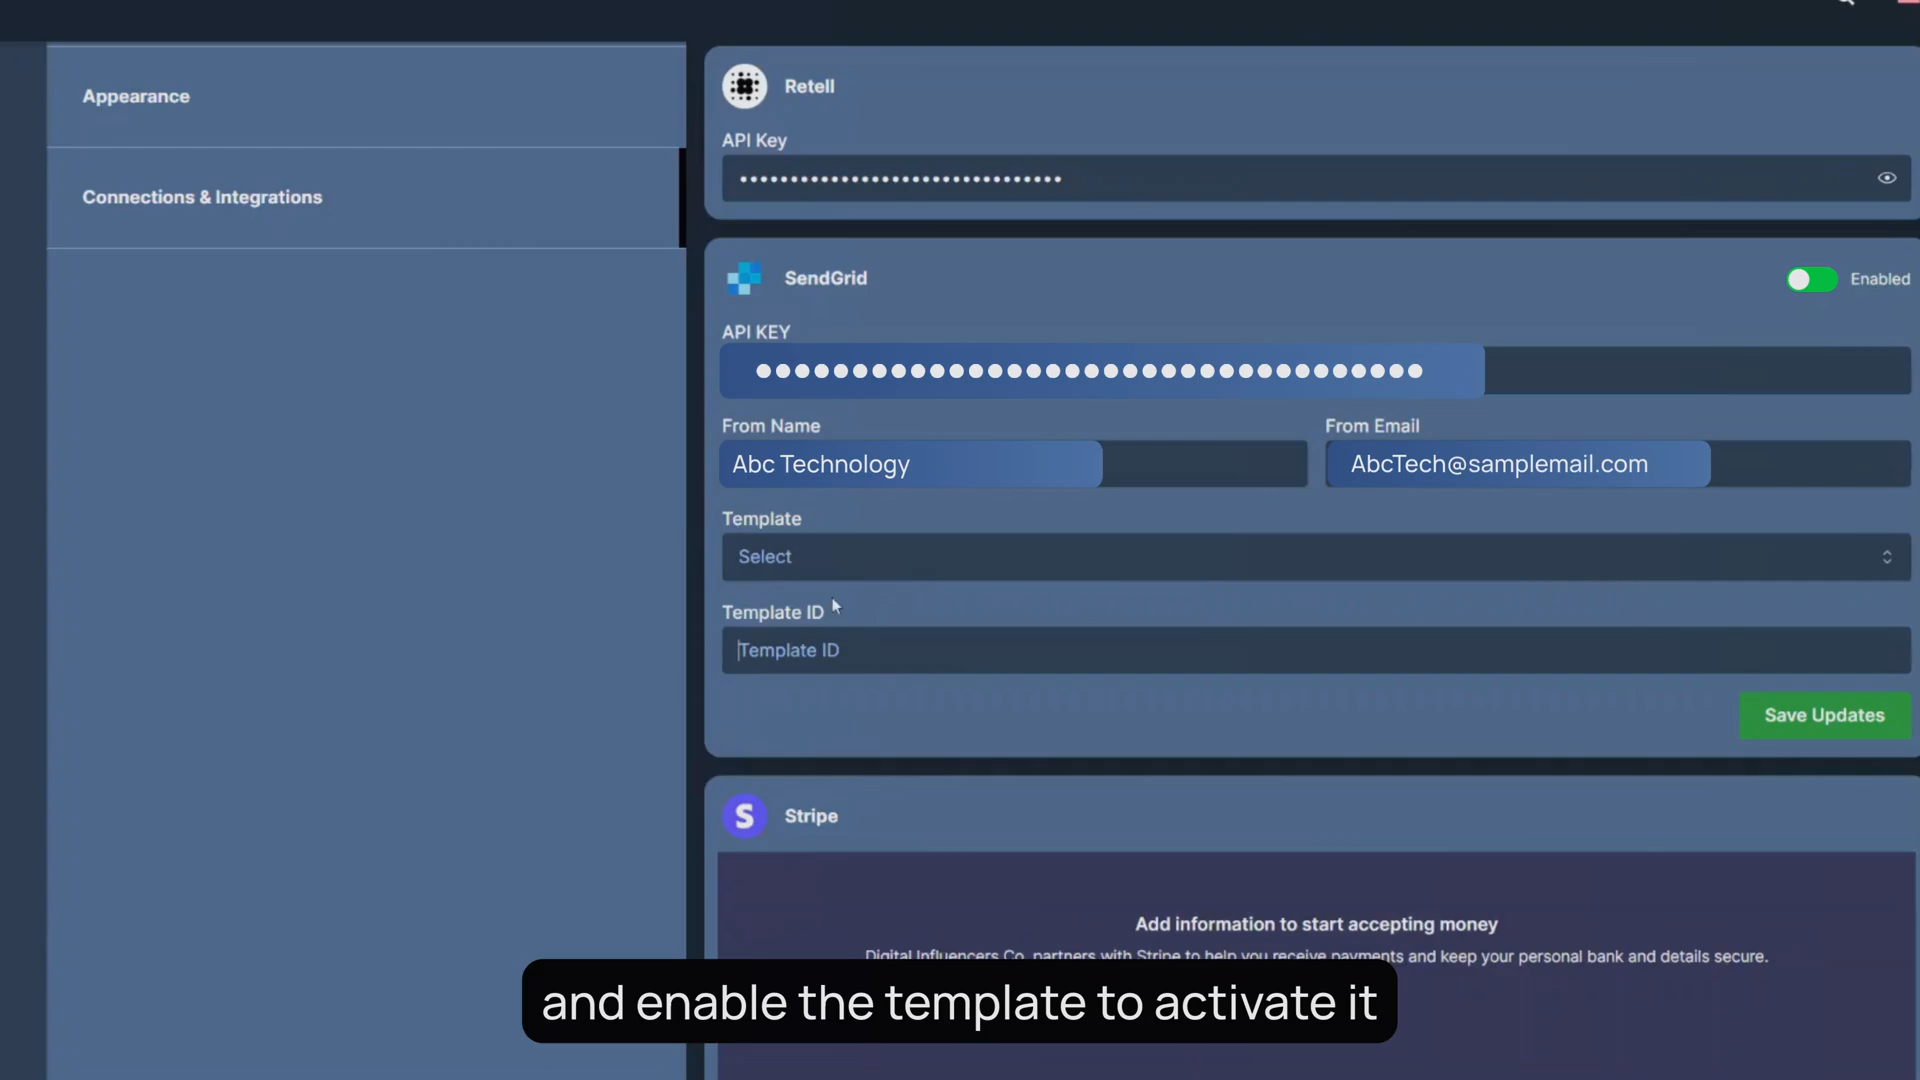 Appearance
Connections & Integrations
Retell
API Key
SendGrid
Enabled
API KEY
From Name
From Email
Abc Technology
AbcTech@samplemail.com
Template
Select
Template ID
Template ID
Save Updates
S
Stripe
Add information to start accepting money
Digital Influencers Co. partners with Stripe to help you receive payments and keep your personal bank and details secure.
and enable the template to activate it